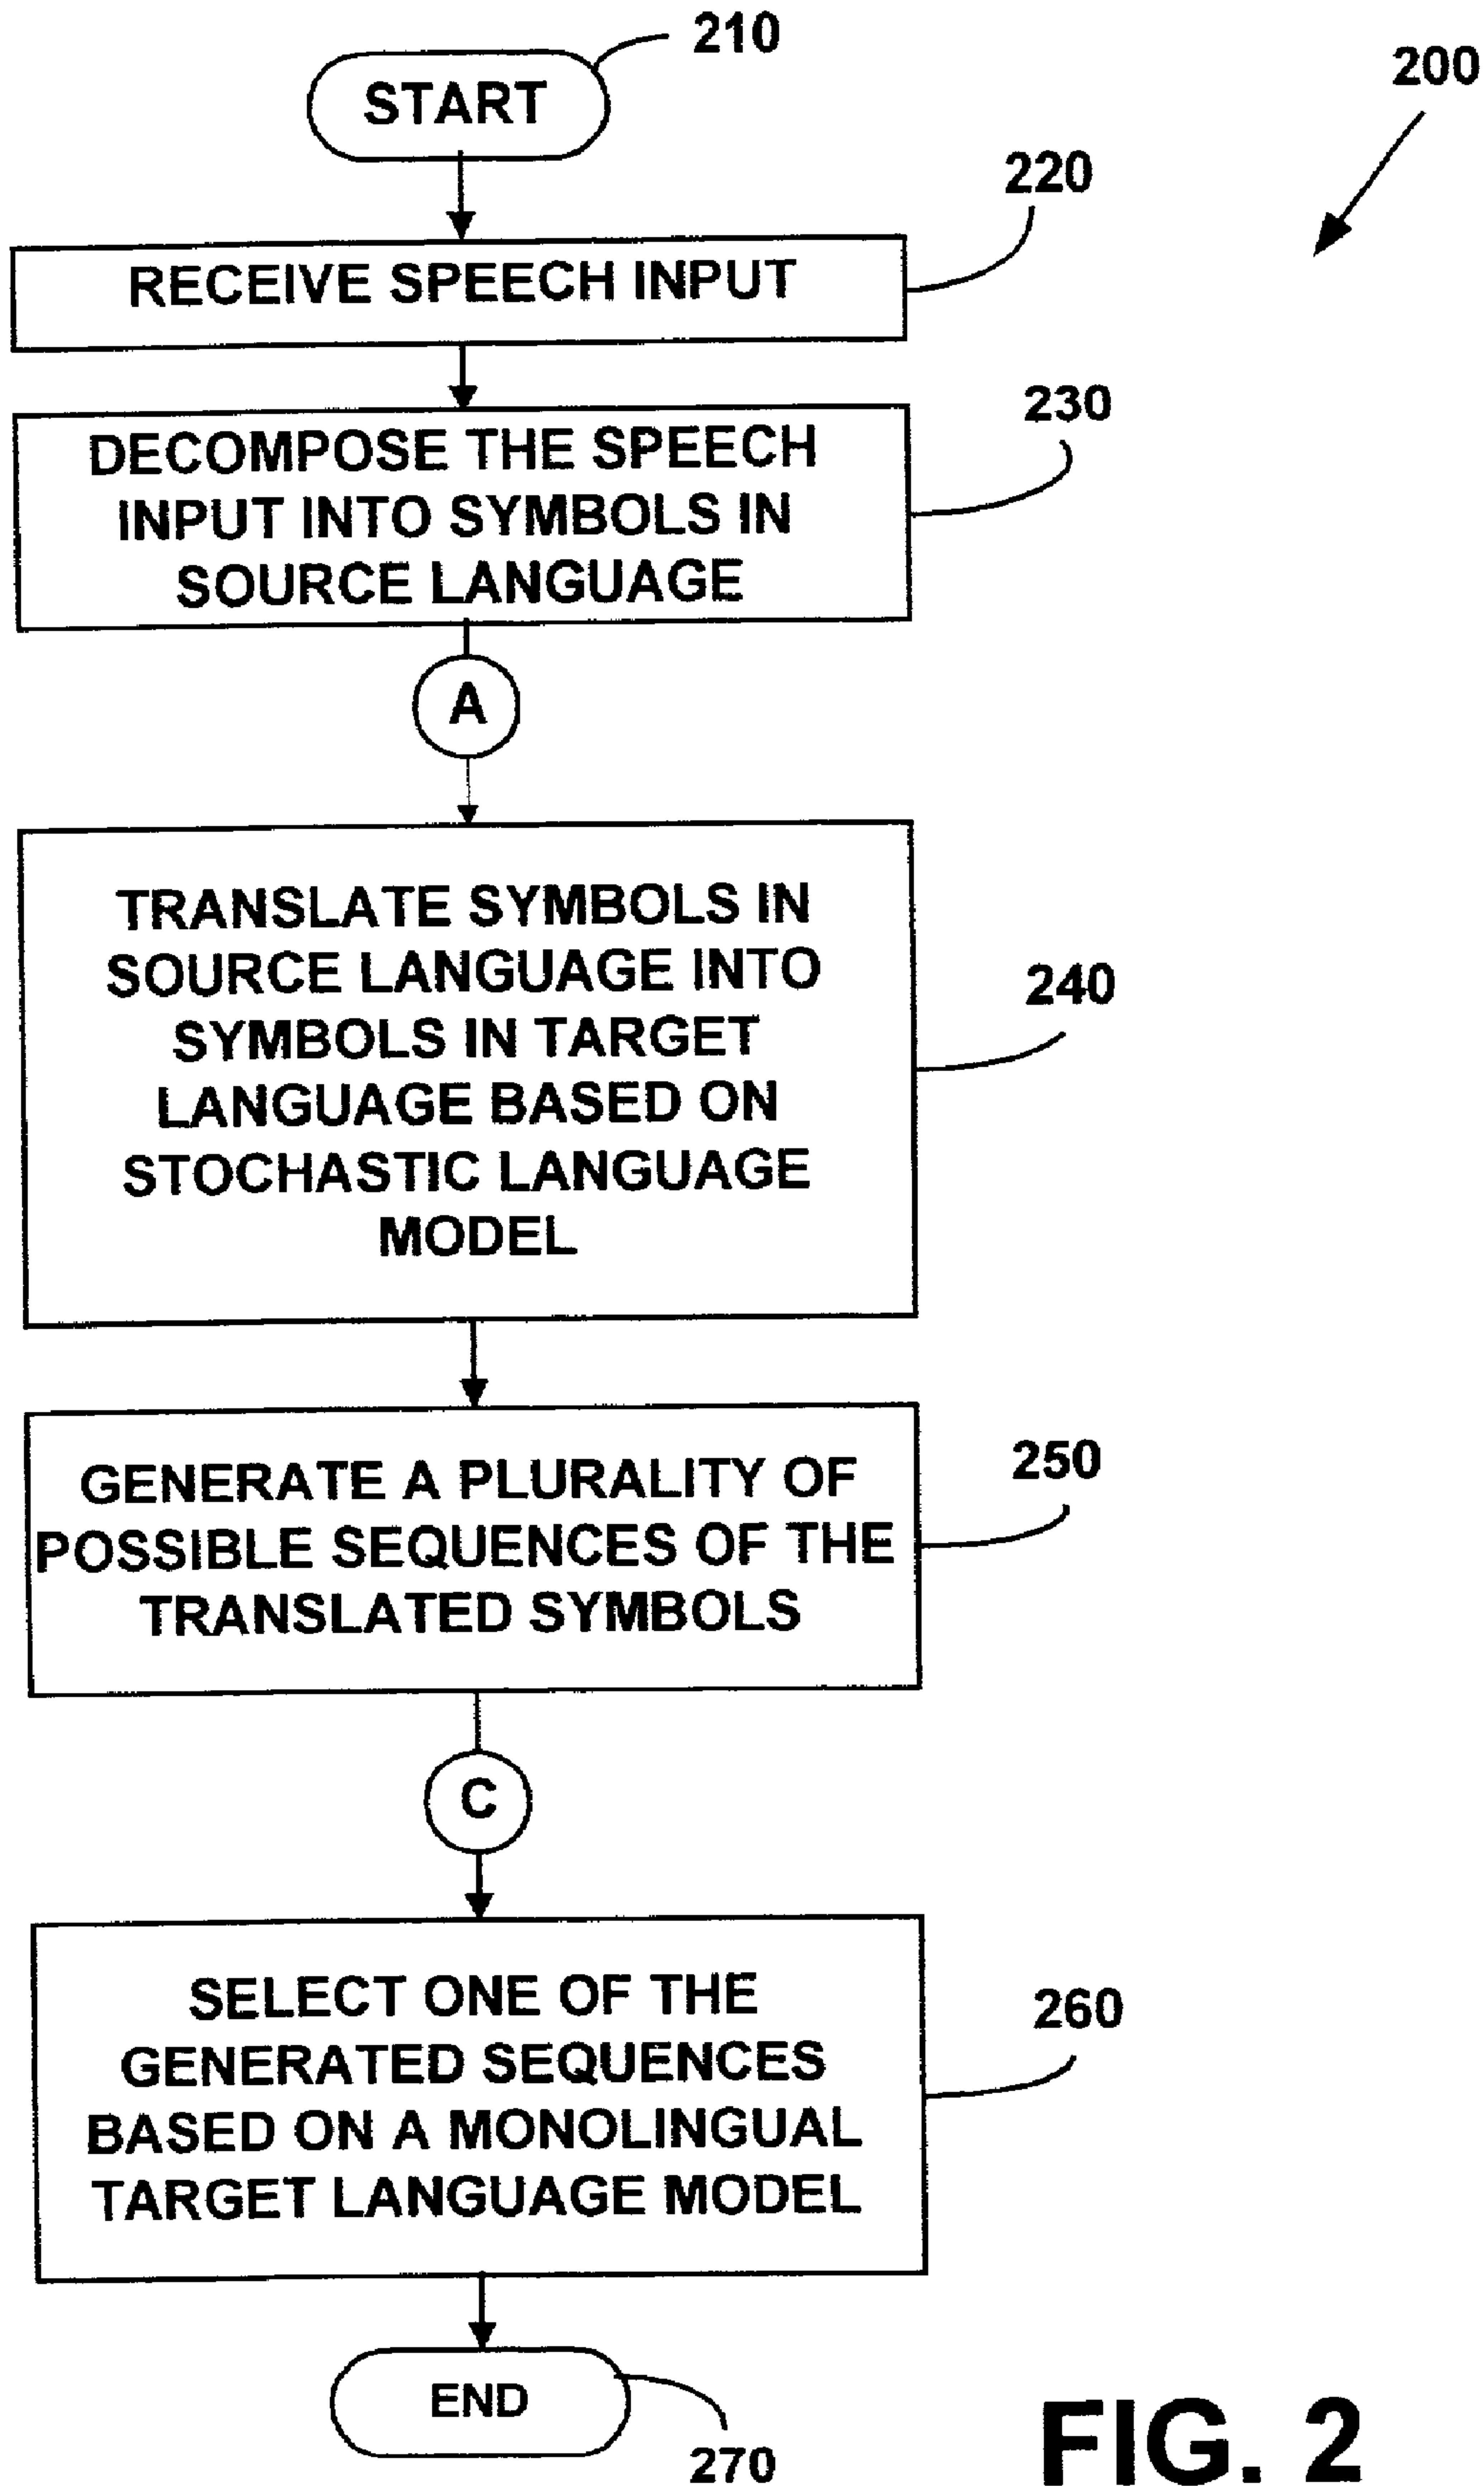 210
START
200
220
RECEIVE SPEECH INPUT
230
DECOMPOSE THE SPEECH
INPUT INTO SYMBOLS IN
SOURCE LANGUAGE
A
TRANSLATE SYMBOLS IN
SOURCE LANGUAGE INTO
240
SYMBOLS IN TARGET
LANGUAGE BASED ON
STOCHASTIC LANGUAGE
MODEL
250
GENERATE A PLURALITY OF
POSSIBLE SEQUENCES OF THE
TRANSLATED SYMBOLS
C
SELECT ONE OF THE
260
GENERATED SEQUENCES
BASED ON A MONOLINGUAL
TARGET LANGUAGE MODEL
END
270
FIG. 2